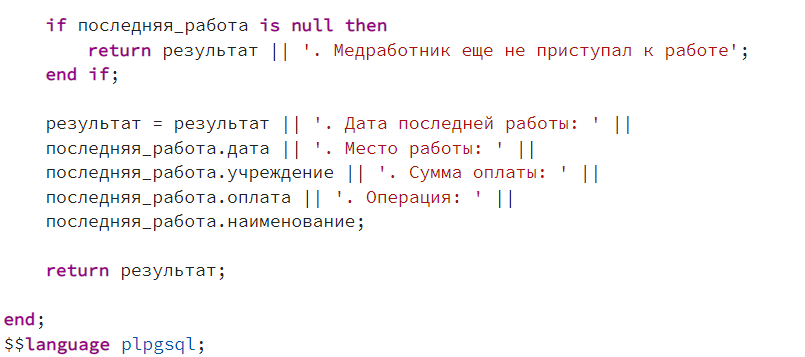 if последняя_работа is null then
return результат || '. Медработник еще не приступал к работе';
end if;
результат = результат || '. Дата последней работы: ' ||
последняя_работа.дата || '. Место работы: ' ||
последняя_работа.учреждение || '. Сумма оплаты: ' ||
последняя_работа.оплата || '. Операция: ' ||
последняя_работа.наименование;
return результат;
end;
$$language plpgsql;